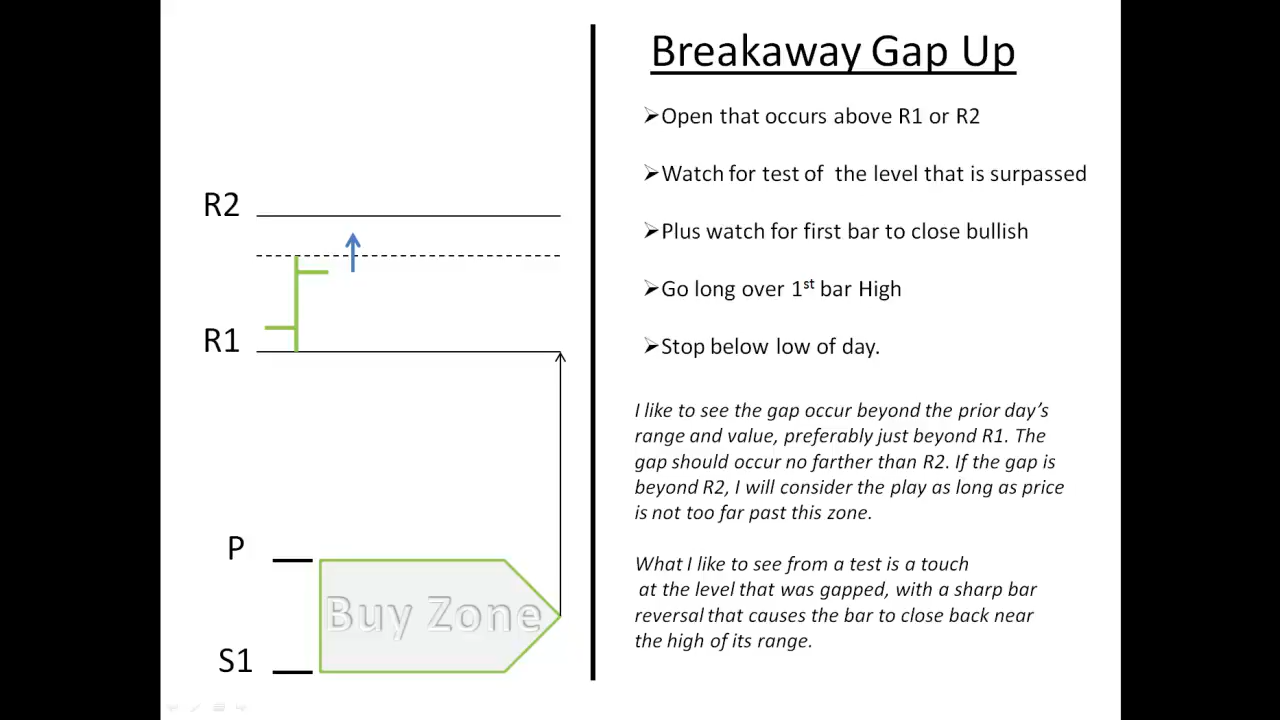 Breakaway Gap Up
➢Open that occurs above R1 or R2
➢Watch for test of  the level that is surpassed
➢Plus watch for first bar to close bullish
➢Go long over 1st bar High
➢Stop below low of day.
I like to see the gap occur beyond the prior day’s
range and value, preferably just beyond R1. The
gap should occur no farther than R2. If the gap is
beyond R2, I will consider the play as long as price
is not too far past this zone.
What I like to see from a test is a touch
at the level that was gapped, with a sharp bar
reversal that causes the bar to close back near
the high of its range.
R2
R1
P
Buy Zone
S1